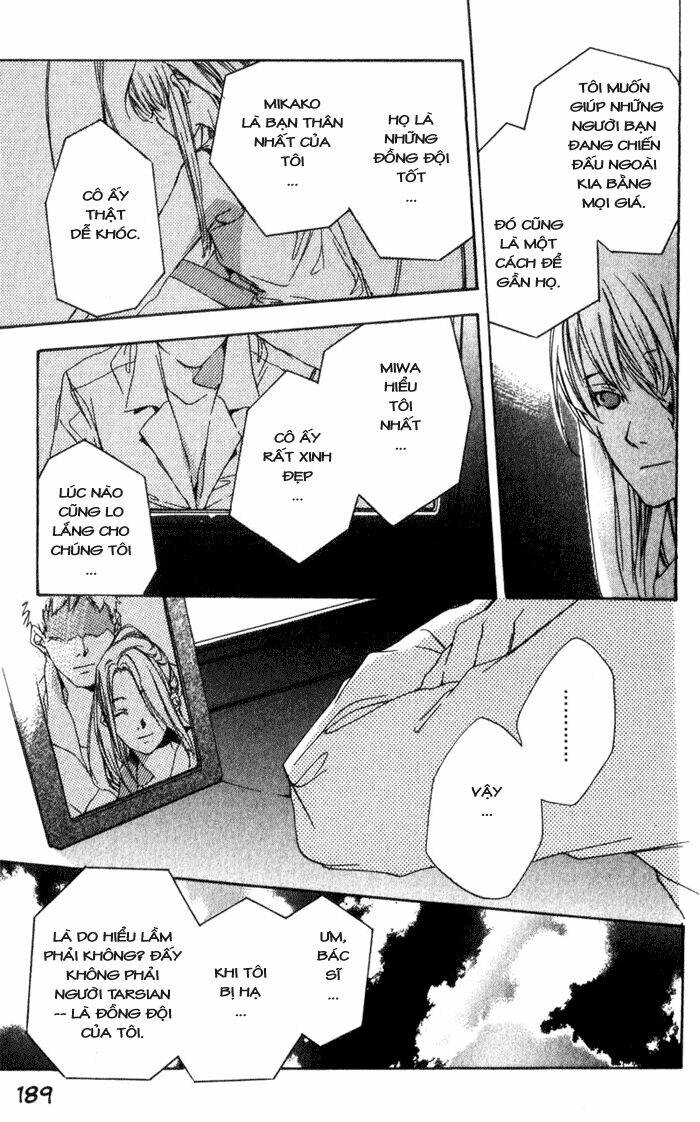 TÔI MUỐN
GIÚP NHỮNG
NGƯỜI BẠN
ĐANG CHIẾN
ĐẤU NGOÀI
KIA BẰNG
MỌI GIÁ.
ĐÓ CŨNG
LÀ MỘT
CÁCH ĐỂ
GẦN HỌ.
HỌ LÀ
NHỮNG
ĐỒNG ĐỘI
TỐT
...
MIKAKO
LÀ BẠN THÂN
NHẤT CỦA
TÔI
...
CÔ ẤY
THẬT
DỄ KHÓC.
MIWA
HIỂU
TÔI
NHẤT
...
CÔ ẤY
RẤT XINH
ĐẸP
...
LÚC NÀO
CŨNG LO
LẮNG CHO
CHÚNG TÔI
...
.......
VẬY
...
ƯM,
BÁC
SĨ
...
KHI TÔI
BỊ HẠ
...
LÀ DO HIỂU LẦM
PHẢI KHÔNG? ĐẤY
KHÔNG PHẢI
NGƯỜI TARSIAN
-- LÀ ĐỒNG ĐỘI
CỦA TÔI.
189